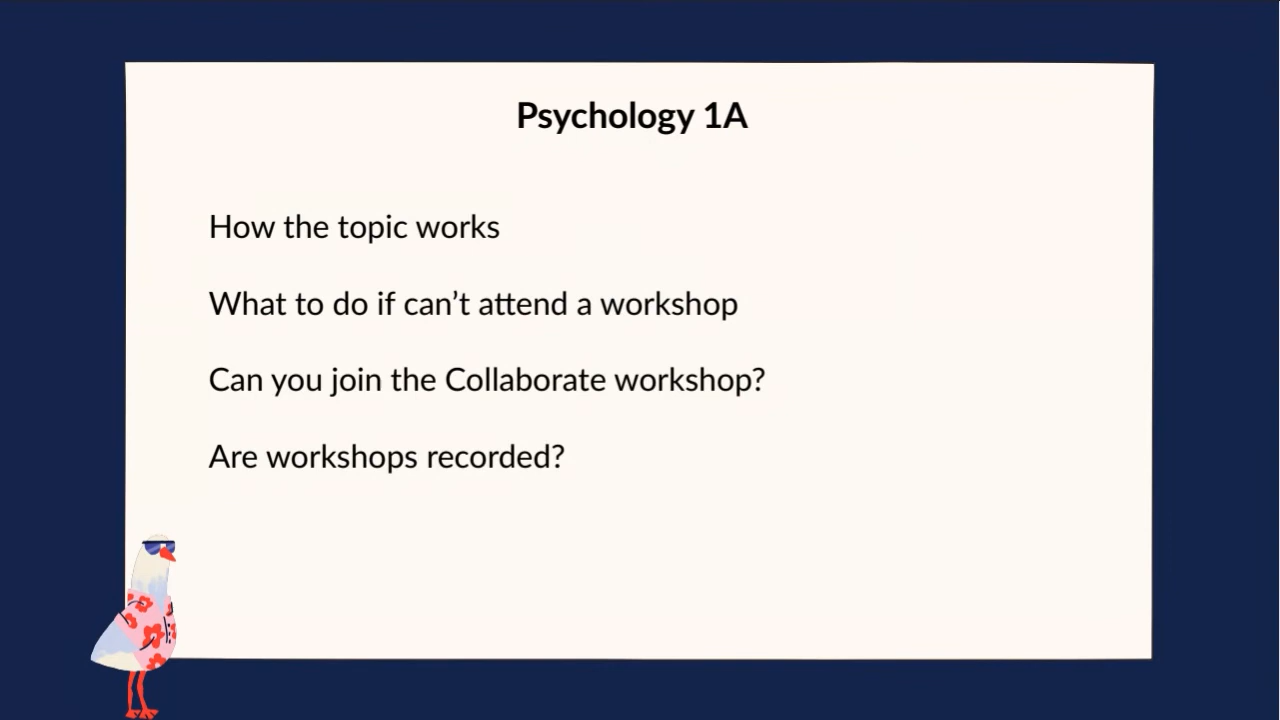 Psychology 1A
How the topic works
What to do if can’t attend a workshop
Can you join the Collaborate workshop?
Are workshops recorded?